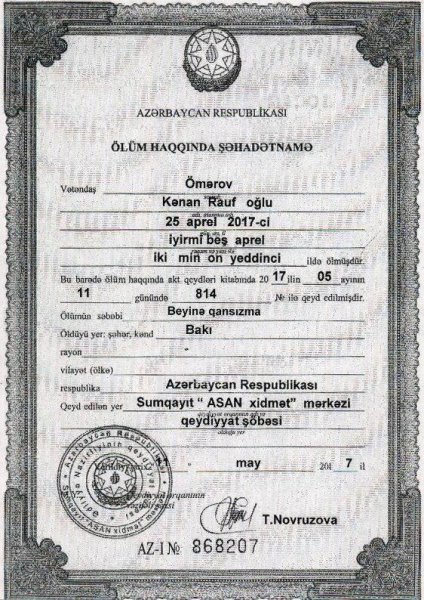 AZƏRBAYCAN RESPUBLİKASI
ÖLÜM HAQQINDA ŞƏHADƏTNAMƏ
Vətəndaş Ömərov
Kənan Rauf oğlu
25 aprel 2017-ci
iyirmi beş aprel
iki min on yeddinci ildə ölmüşdür.
Bu barədə ölüm haqqında akt qeydləri kitabında 20 17 ilin 05 ayının
11 günündə 814 № ilə qeyd edilmişdir.
Ölümün səbəbi Beyinə qansızma
Öldüyü yer: şəhər, kənd Bakı
rayon "
vilayət (ölkə)
respublika Azərbaycan Respublikası
Qeyd edilən yer Sumqayıt “ ASAN xidmət” mərkəzi
qeydiyyat şöbəsi
" may 201 7 il
Qeydiyyat orqanının
T.Novruzova
AZ-I № 868207